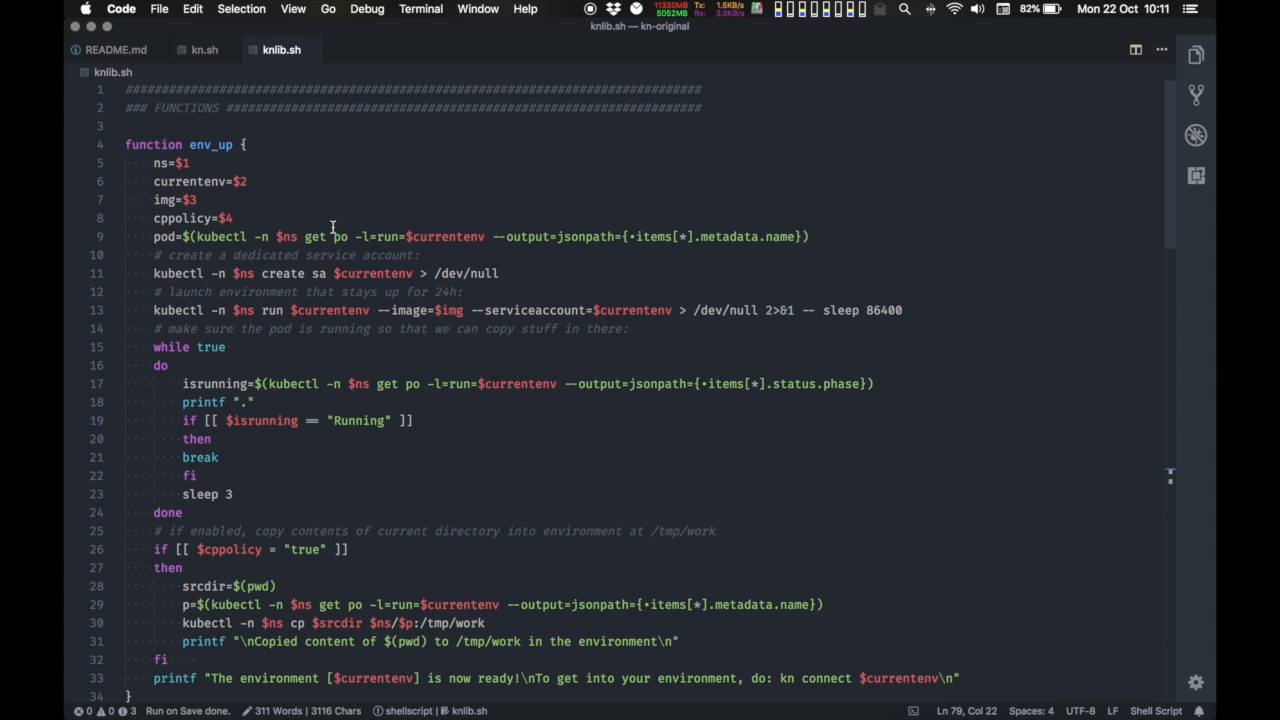 Code File Edit Selection View Go Debug Terminal Window Help 11330MB 5052MB Tx: 1.5KB/s Rx: 3.0KB/s 82% Mon 22 Oct 10:11
knlib.sh — kn-original
README.md kn.sh knlib.sh
knlib.sh
1 ################################################################################
2 ### FUNCTIONS ##################################################################
3
4 function env_up {
5 ns=$1
6 currentenv=$2
7 img=$3
8 cppolicy=$4
9 pod=$(kubectl -n $ns get po -l=run=$currentenv --output=jsonpath={·items[*].metadata.name})
10 # create a dedicated service account:
11 kubectl -n $ns create sa $currentenv > /dev/null
12 # launch environment that stays up for 24h:
13 kubectl -n $ns run $currentenv --image=$img --serviceaccount=$currentenv > /dev/null 2>&1 -- sleep 86400
14 # make sure the pod is running so that we can copy stuff in there:
15 while true
16 do
17 isrunning=$(kubectl -n $ns get po -l=run=$currentenv --output=jsonpath={·items[*].status.phase})
18 printf "."
19 if [[ $isrunning == "Running" ]]
20 then
21 break
22 fi
23 sleep 3
24 done
25 # if enabled, copy contents of current directory into environment at /tmp/work
26 if [[ $cppolicy = "true" ]]
27 then
28 srcdir=$(pwd)
29 p=$(kubectl -n $ns get po -l=run=$currentenv --output=jsonpath={·items[*].metadata.name})
30 kubectl -n $ns cp $srcdir $ns/$p:/tmp/work
31 printf "\nCopied content of $(pwd) to /tmp/work in the environment\n"
32 fi
33 printf "The environment [$currentenv] is now ready!\nTo get into your environment, do: kn connect $currentenv\n"
34 }
0 0 3 Run on Save done. 311 Words | 3116 Chars shellscript | knlib.sh Ln 79, Col 22 Spaces: 4 UTF-8 LF Shell Script